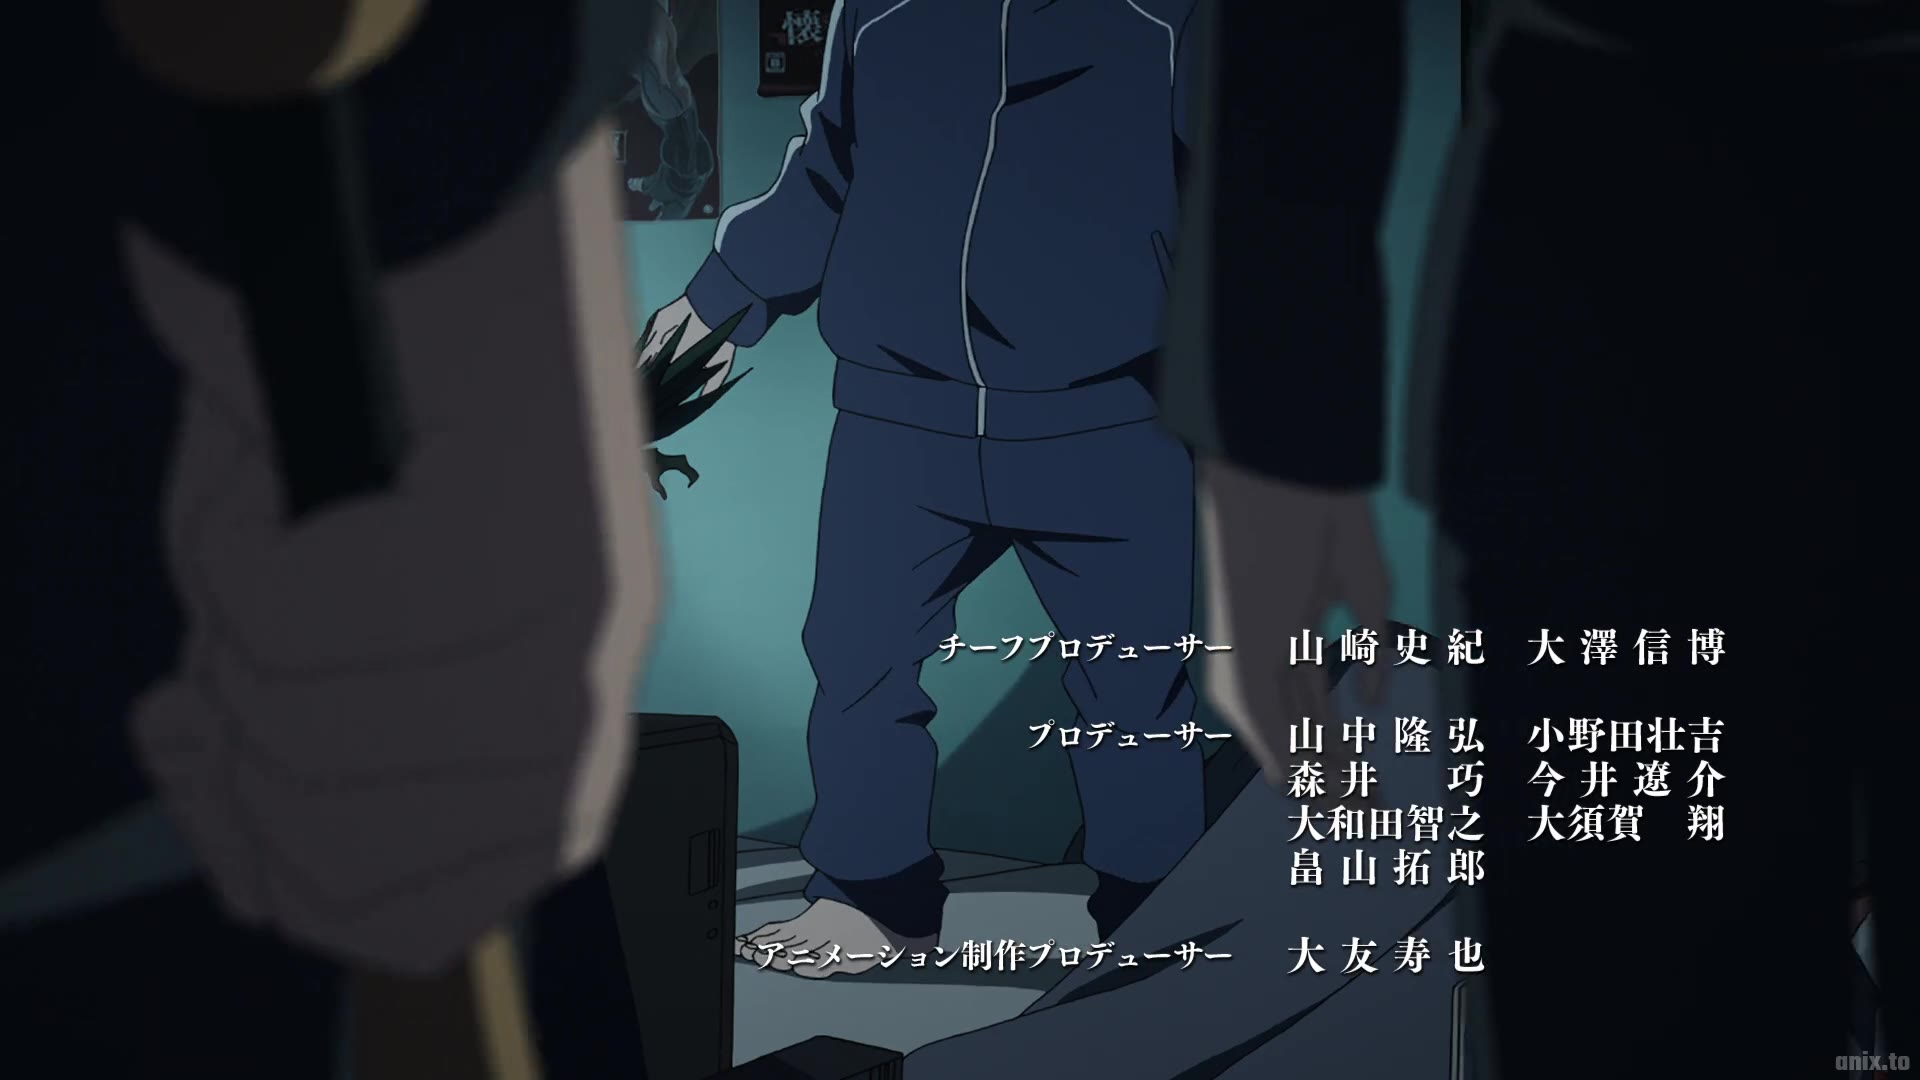 懐
チーフプロデューサー 山崎史紀 大澤信博
プロデューサー 山中隆弘 小野田壮吉
森井 巧 今井遼介
大和田智之 大須賀 翔
畠山拓郎
アニメーション制作プロデューサー 大友寿也
anix.to